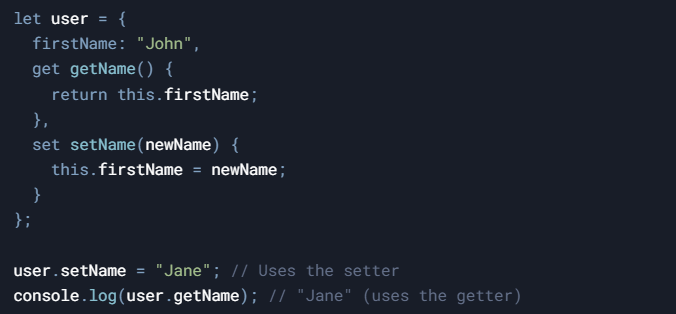 let user = {
  firstName: "John",
  get getName() {
    return this.firstName;
  },
  set setName(newName) {
    this.firstName = newName;
  }
};

user.setName = "Jane"; // Uses the setter
console.log(user.getName); // "Jane" (uses the getter)